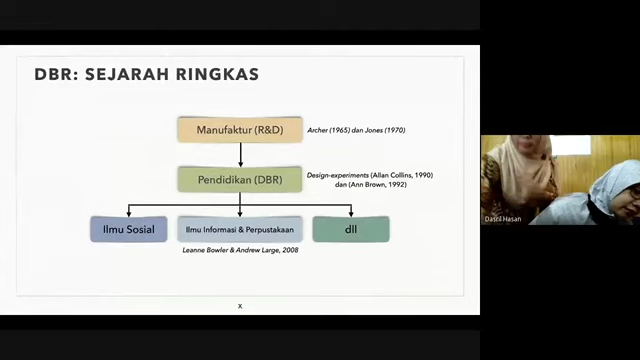 DBR: SEJARAH RINGKAS
Manufaktur (R&D)
Archer (1965) dan Jones (1970)
Pendidikan (DBR)
Design-experiments (Allan Collins, 1990)
dan (Ann Brown, 1992)
Ilmu Sosial
Ilmu Informasi & Perpustakaan
dll
Leanne Bowler & Andrew Large, 2008
x
Dasril Hasan